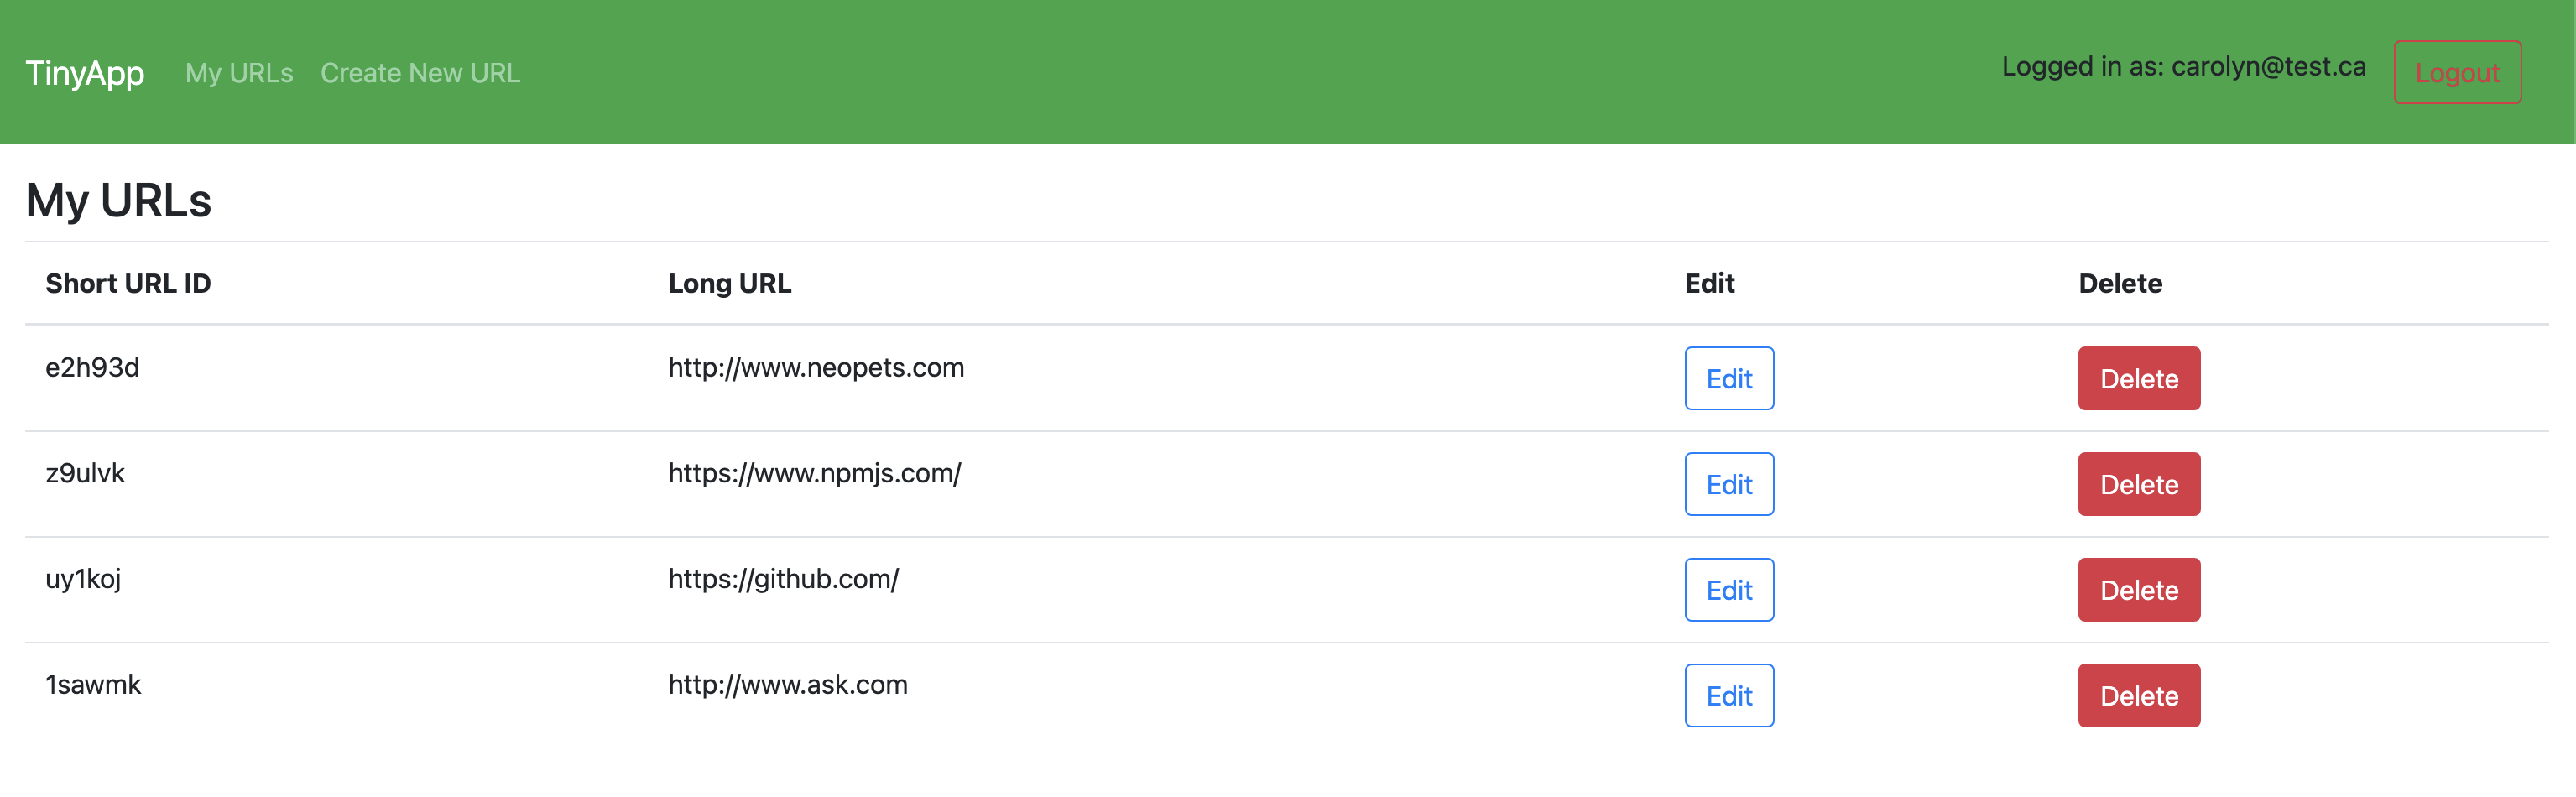 TinyApp My URLs Create New URL Logged in as: carolyn@test.ca Logout
My URLs
Short URL ID Long URL Edit Delete
e2h93d http://www.neopets.com Edit Delete
z9ulvk https://www.npmjs.com/ Edit Delete
uy1koj https://github.com/ Edit Delete
1sawmk http://www.ask.com Edit Delete